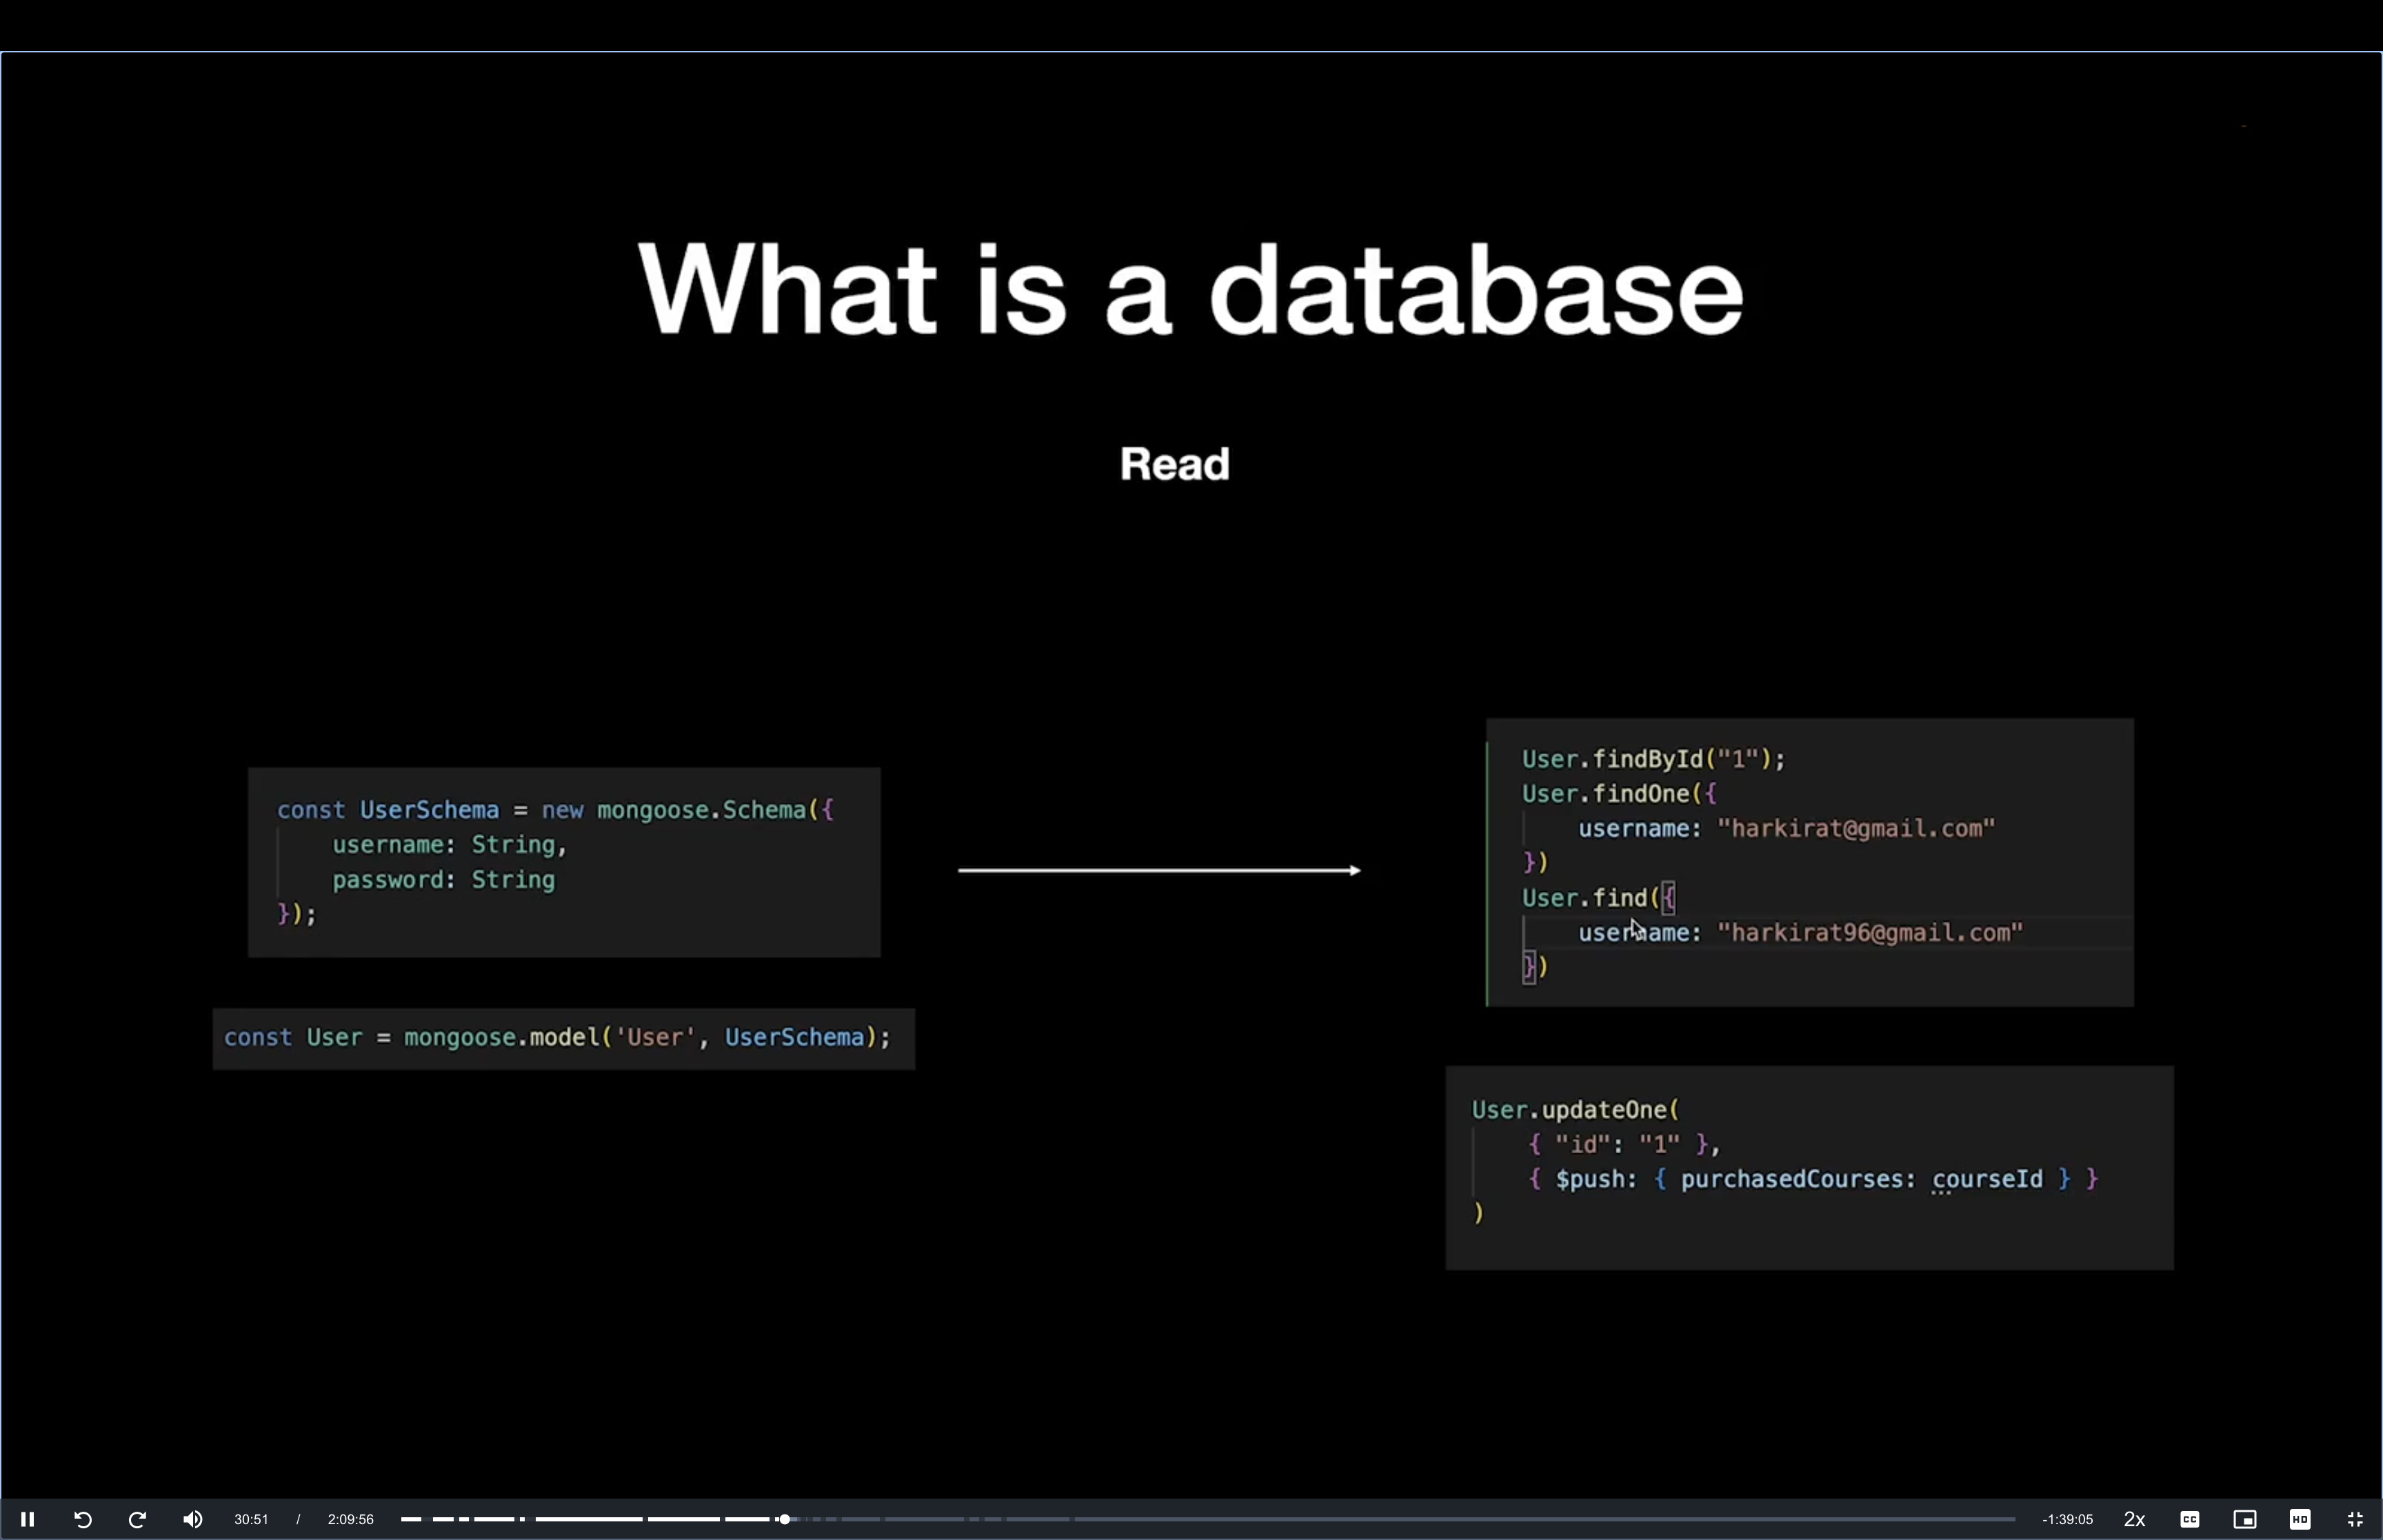 What is a database
Read
const UserSchema = new mongoose.Schema({
username: String,
password: String
});
const User = mongoose.model('User', UserSchema);
User.findById("1");
User.findOne({
username: "harkirat@gmail.com"
})
User.find({
username: "harkirat96@gmail.com"
})
User.updateOne(
{ "id": "1" },
{ $push: { purchasedCourses: courseId } }
)
30:51 / 2:09:56 -1:39:05 2x CC HD